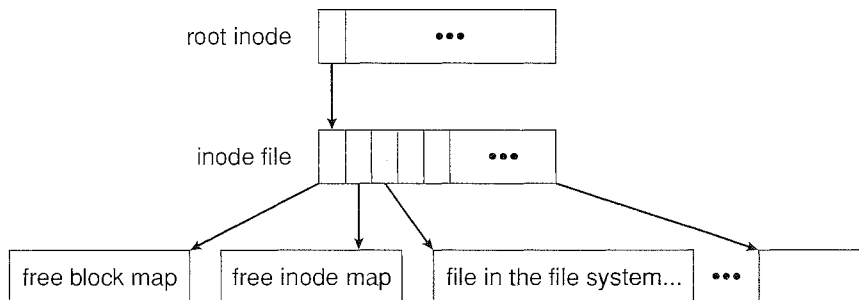 root inode
•••
inode file
•••
free block map
free inode map
file in the file system...
•••